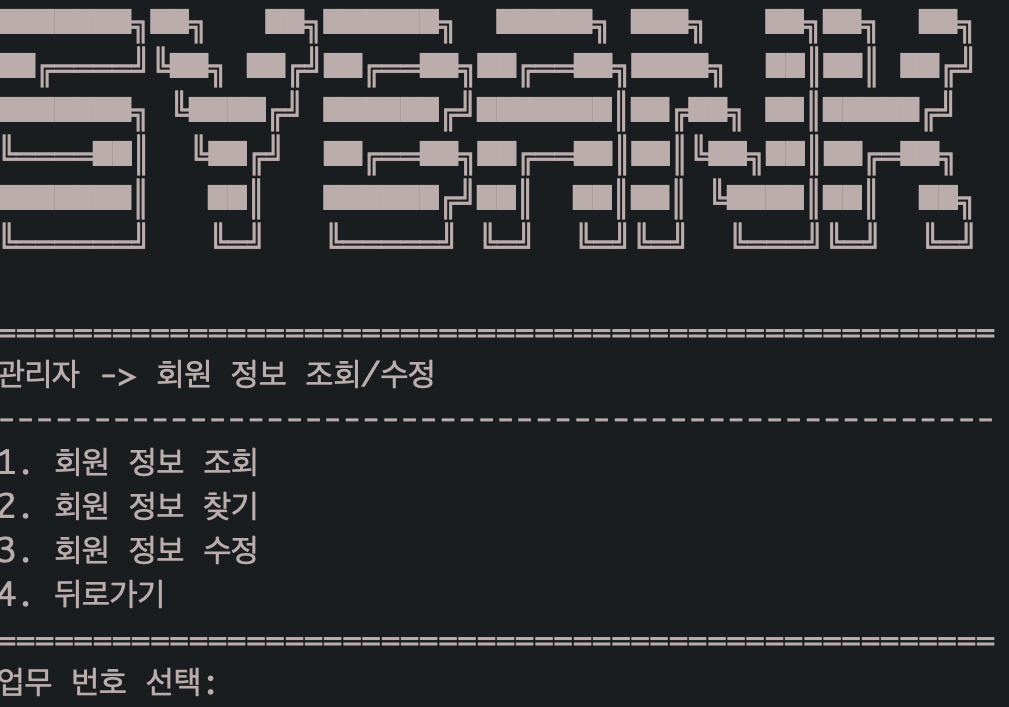 SYBANK
관리자 -> 회원 정보 조회/수정
1. 회원 정보 조회
2. 회원 정보 찾기
3. 회원 정보 수정
4. 뒤로가기
업무 번호 선택: